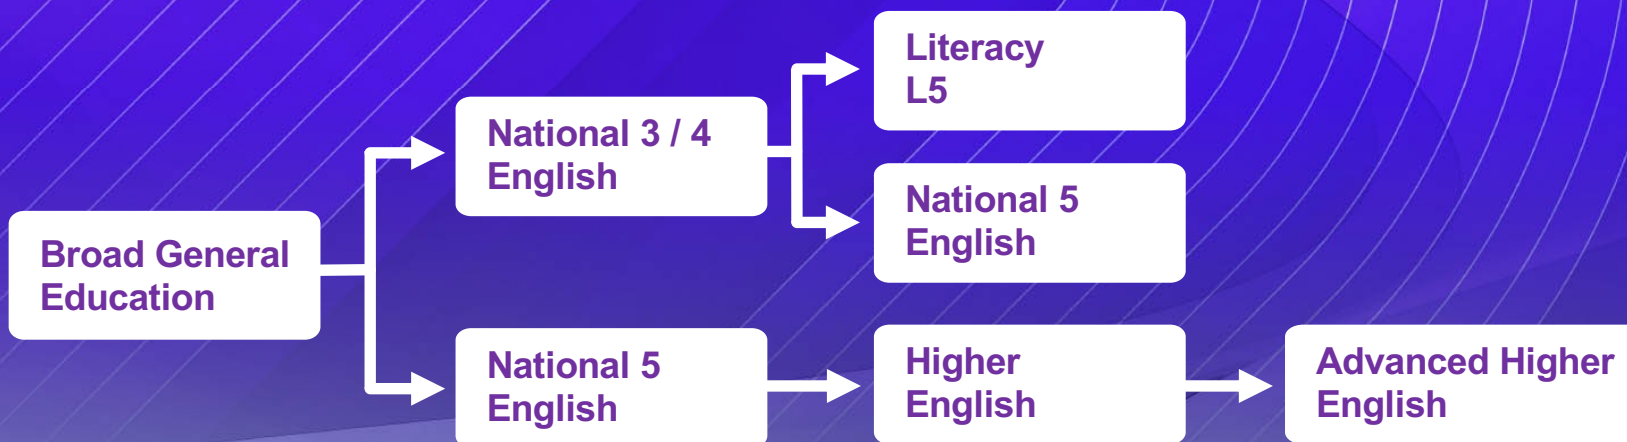 Broad General
Education
National 3 / 4
English
Literacy
L5
National 5
English
National 5
English
Higher
English
Advanced Higher
English